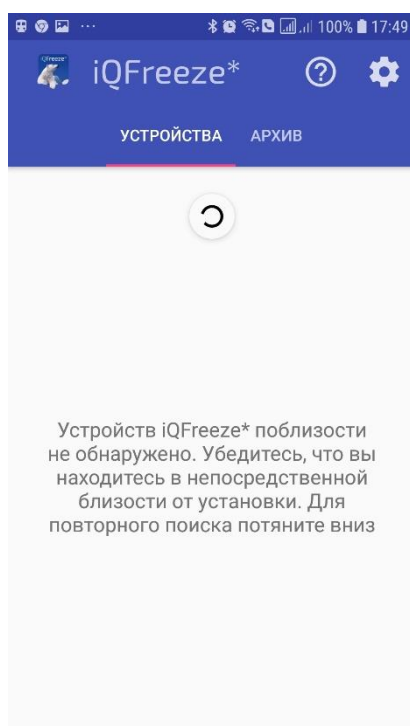 ... 100% 17:49
iQFreeze*
УСТРОЙСТВА АРХИВ
Устройств iQFreeze* поблизости
не обнаружено. Убедитесь, что вы
находитесь в непосредственной
близости от установки. Для
повторного поиска потяните вниз